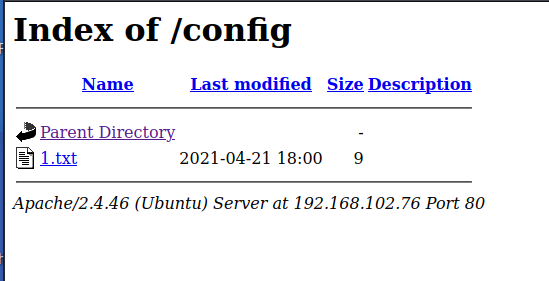 Index of /config
Name Last modified Size Description
Parent Directory -
1.txt 2021-04-21 18:00 9
Apache/2.4.46 (Ubuntu) Server at 192.168.102.76 Port 80